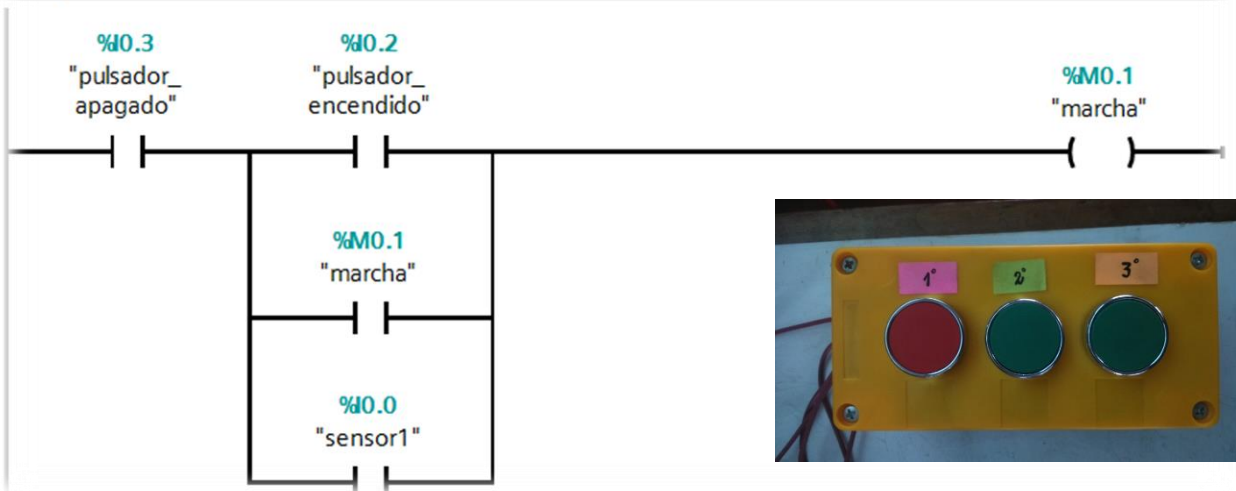 %I0.3
"pulsador_
apagado"
%I0.2
"pulsador_
encendido"
%M0.1
"marcha"
%M0.1
"marcha"
%I0.0
"sensor1"
1°
2°
3°